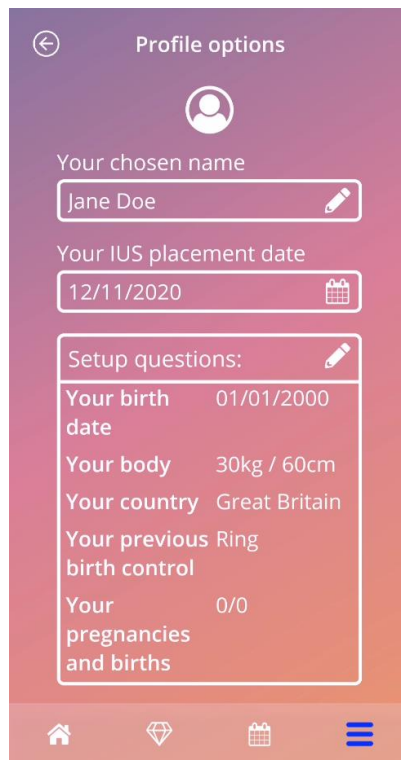 Profile options
Your chosen name
Jane Doe
Your IUS placement date
12/11/2020
Setup questions:
Your birth date 01/01/2000
Your body 30kg / 60cm
Your country Great Britain
Your previous birth control Ring
Your pregnancies and births 0/0